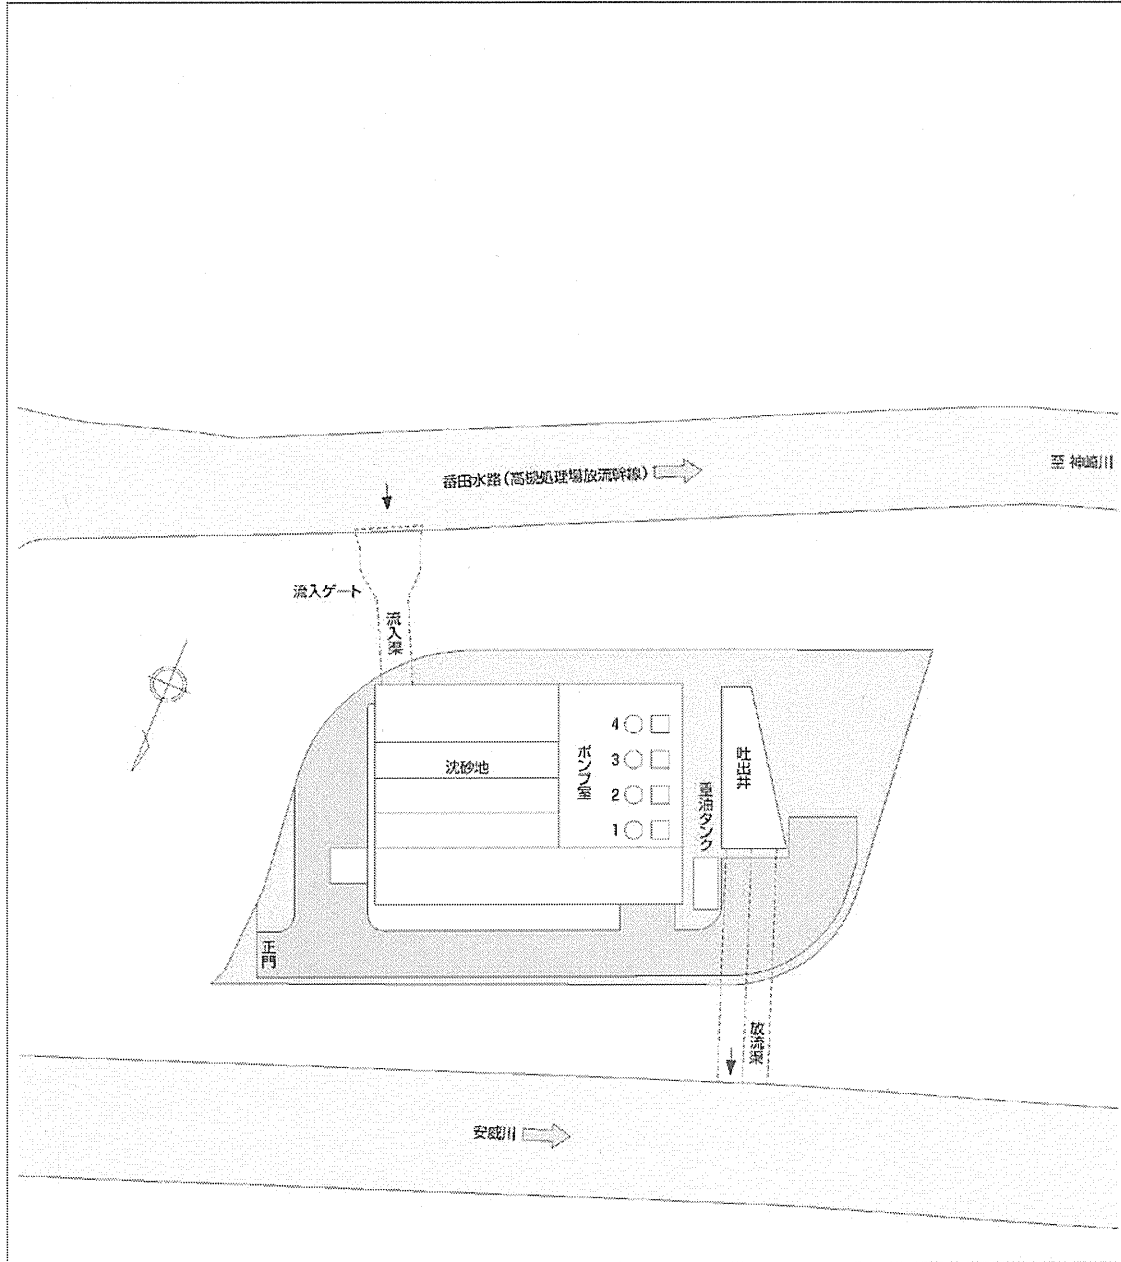 番田水路(高槻処理場放流幹線)
至 神崎川
流入ゲート
流入渠
沈砂地
ポンプ室
4
3
2
1
重油タンク
吐出井
正門
放流渠
安威川